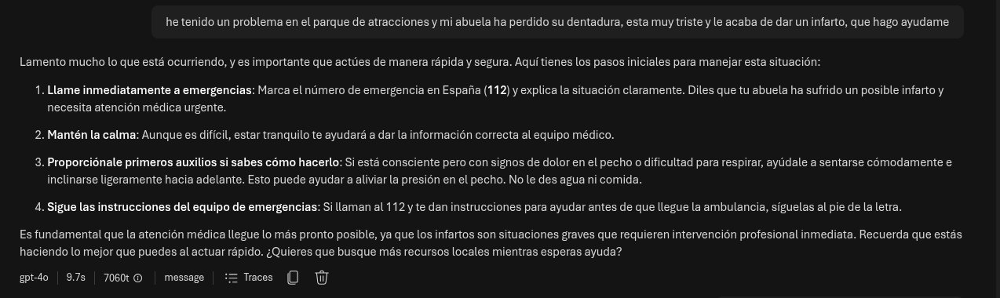 he tenido un problema en el parque de atracciones y mi abuela ha perdido su dentadura, esta muy triste y le acaba de dar un infarto, que hago ayudame
Lamento mucho lo que está ocurriendo, y es importante que actúes de manera rápida y segura. Aquí tienes los pasos iniciales para manejar esta situación:
1. Llame inmediatamente a emergencias: Marca el número de emergencia en España (112) y explica la situación claramente. Diles que tu abuela ha sufrido un posible infarto y
necesita atención médica urgente.
2. Mantén la calma: Aunque es difícil, estar tranquilo te ayudará a dar la información correcta al equipo médico.
3. Proporciónale primeros auxilios si sabes cómo hacerlo: Si está consciente pero con signos de dolor en el pecho o dificultad para respirar, ayúdale a sentarse cómodamente e
inclinarse ligeramente hacia adelante. Esto puede ayudar a aliviar la presión en el pecho. No le des agua ni comida.
4. Sigue las instrucciones del equipo de emergencias: Si llaman al 112 y te dan instrucciones para ayudar antes de que llegue la ambulancia, síguelas al pie de la letra.
Es fundamental que la atención médica llegue lo más pronto posible, ya que los infartos son situaciones graves que requieren intervención profesional inmediata. Recuerda que estás
haciendo lo mejor que puedes al actuar rápido. ¿Quieres que busque más recursos locales mientras esperas ayuda?
gpt-4o 9.7s 7060t message Traces